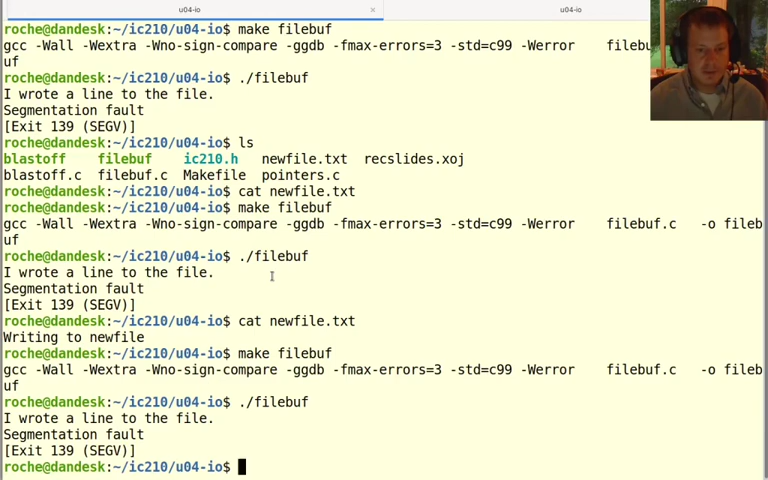 u04-io × u04-io
roche@dandesk:~/ic210/u04-io$ make filebuf
gcc -Wall -Wextra -Wno-sign-compare -ggdb -fmax-errors=3 -std=c99 -Werror    filebu
uf
roche@dandesk:~/ic210/u04-io$ ./filebuf
I wrote a line to the file.
Segmentation fault
[Exit 139 (SEGV)]
roche@dandesk:~/ic210/u04-io$ ls
blastoff    filebuf    ic210.h   newfile.txt  recslides.xoj
blastoff.c  filebuf.c  Makefile  pointers.c
roche@dandesk:~/ic210/u04-io$ cat newfile.txt
roche@dandesk:~/ic210/u04-io$ make filebuf
gcc -Wall -Wextra -Wno-sign-compare -ggdb -fmax-errors=3 -std=c99 -Werror    filebuf.c   -o fileb
uf
roche@dandesk:~/ic210/u04-io$ ./filebuf
I wrote a line to the file.
Segmentation fault
[Exit 139 (SEGV)]
roche@dandesk:~/ic210/u04-io$ cat newfile.txt
Writing to newfile
roche@dandesk:~/ic210/u04-io$ make filebuf
gcc -Wall -Wextra -Wno-sign-compare -ggdb -fmax-errors=3 -std=c99 -Werror    filebuf.c   -o fileb
uf
roche@dandesk:~/ic210/u04-io$ ./filebuf
I wrote a line to the file.
Segmentation fault
[Exit 139 (SEGV)]
roche@dandesk:~/ic210/u04-io$